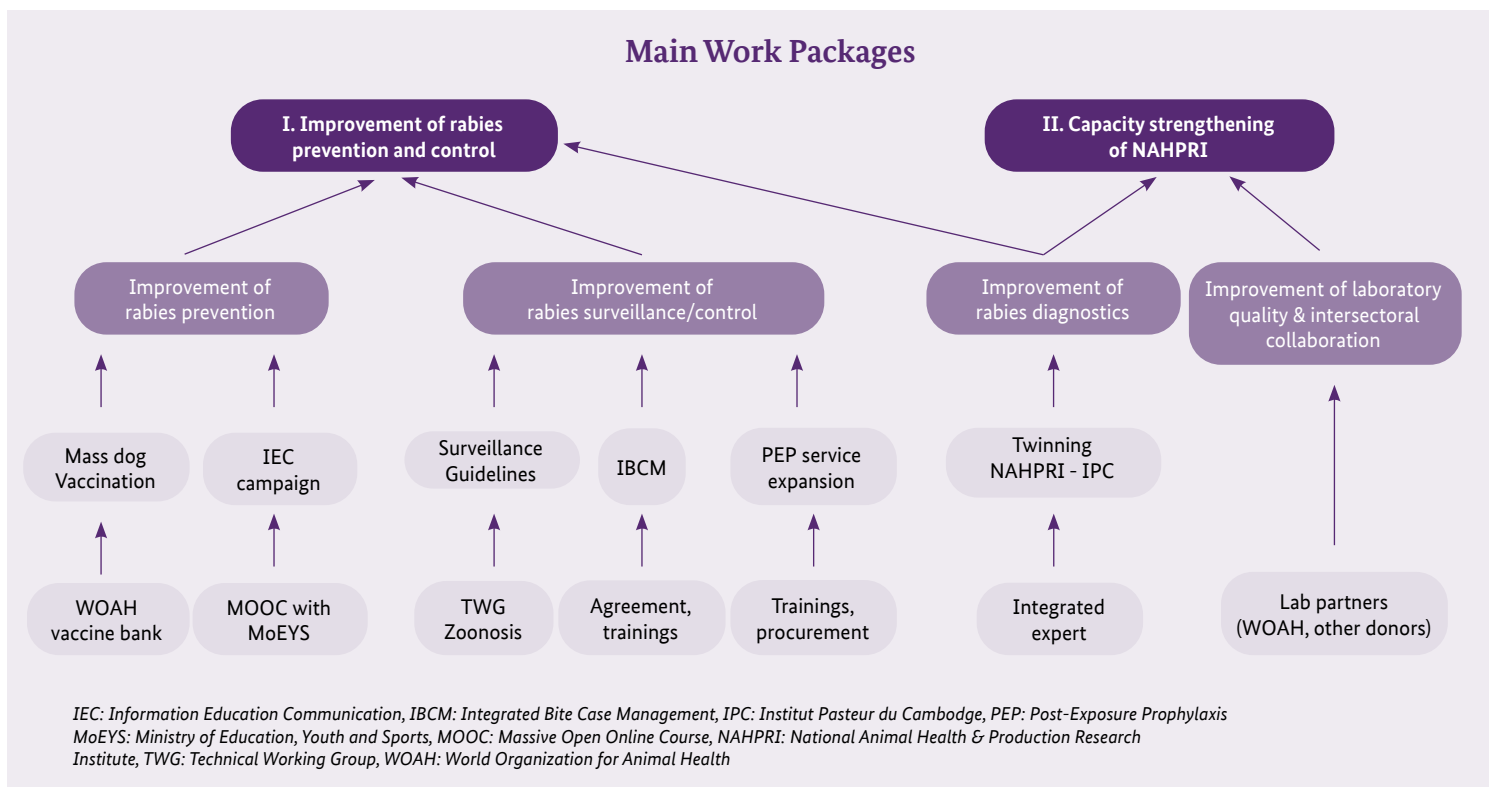 Main Work Packages
I. Improvement of rabies
prevention and control
II. Capacity strengthening
of NAHPRI
Improvement of
rabies prevention
Improvement of
rabies surveillance/control
Improvement of
rabies diagnostics
Improvement of laboratory
quality & intersectoral
collaboration
Mass dog
Vaccination
IEC
campaign
Surveillance
Guidelines
IBCM
PEP service
expansion
Twinning
NAHPRI - IPC
WOAH
vaccine bank
MOOC with
MoEYS
TWG
Zoonosis
Agreement,
trainings
Trainings,
procurement
Integrated
expert
Lab partners
(WOAH, other donors)
IEC: Information Education Communication, IBCM: Integrated Bite Case Management, IPC: Institut Pasteur du Cambodge, PEP: Post-Exposure Prophylaxis
MoEYS: Ministry of Education, Youth and Sports, MOOC: Massive Open Online Course, NAHPRI: National Animal Health & Production Research
Institute, TWG: Technical Working Group, WOAH: World Organization for Animal Health